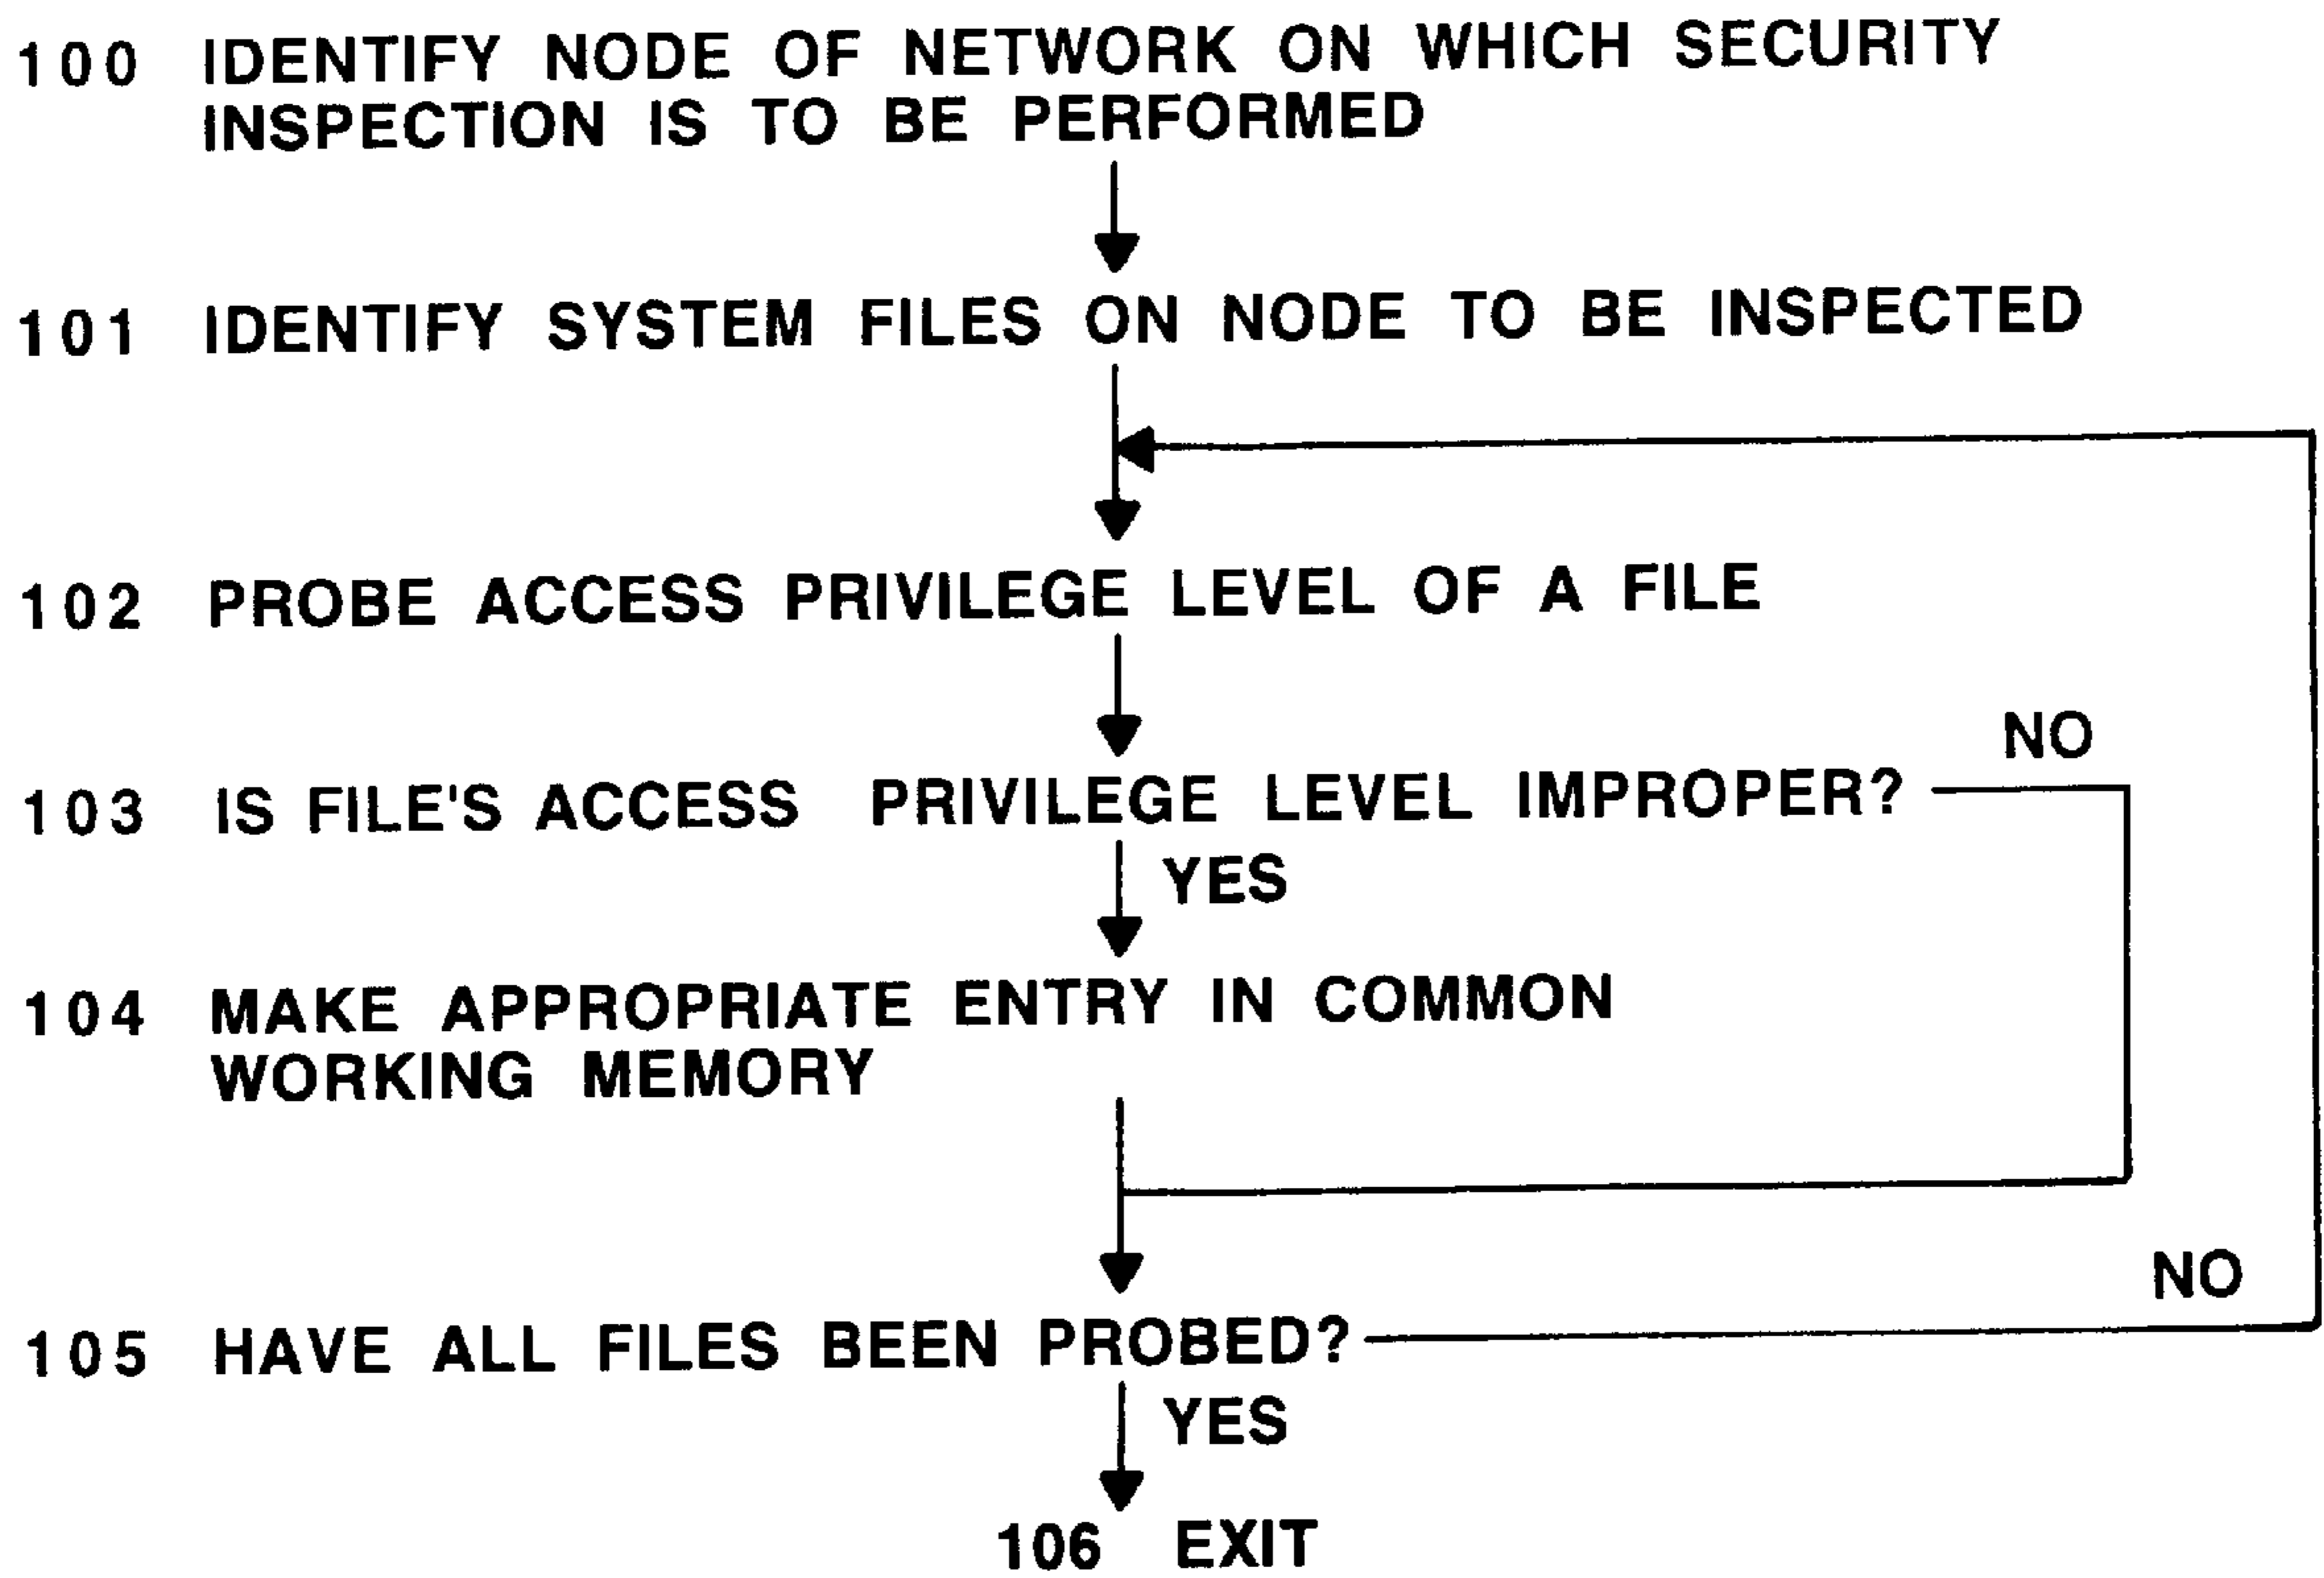 100 IDENTIFY NODE OF NETWORK ON WHICH SECURITY
INSPECTION IS TO BE PERFORMED
101 IDENTIFY SYSTEM FILES ON NODE TO BE INSPECTED
102 PROBE ACCESS PRIVILEGE LEVEL OF A FILE
NO
103 IS FILE'S ACCESS PRIVILEGE LEVEL IMPROPER?
YES
104 MAKE APPROPRIATE ENTRY IN COMMON
WORKING MEMORY
NO
105 HAVE ALL FILES BEEN PROBED?
YES
106 EXIT